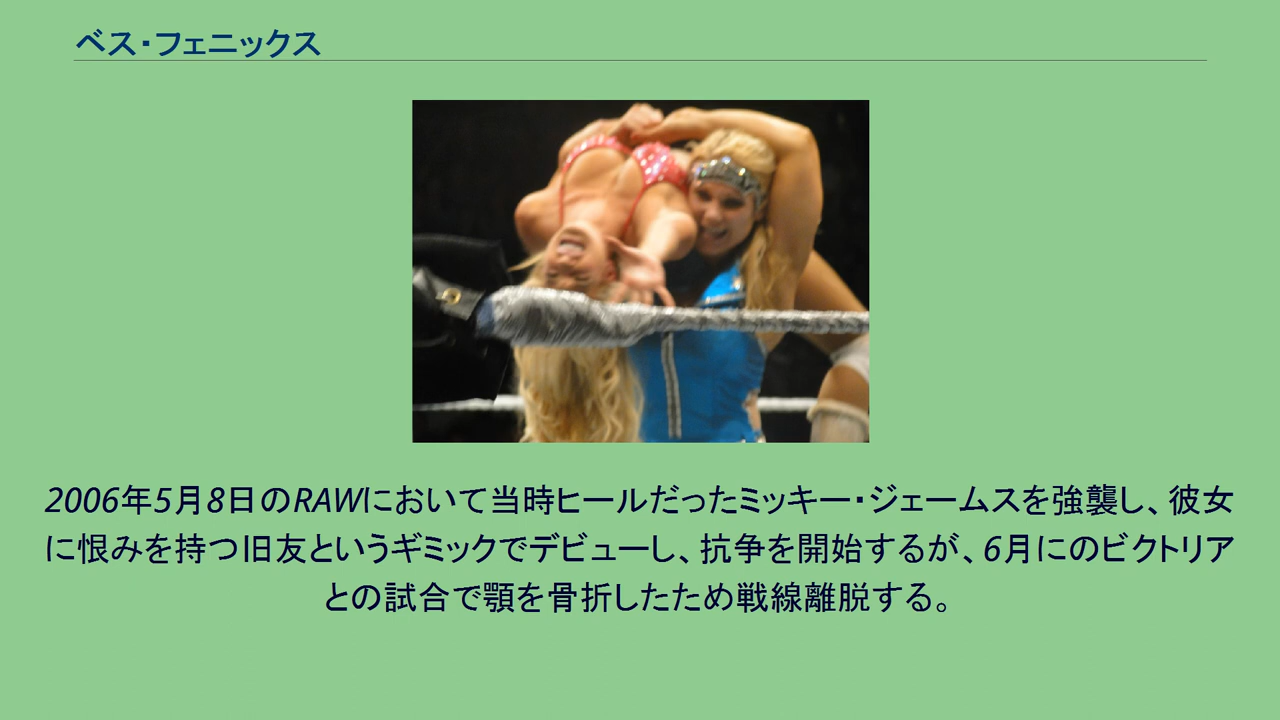 ベス・フェニックス
2006年5月8日のRAWにおいて当時ヒールだったミッキー・ジェームスを強襲し、彼女
に恨みを持つ旧友というギミックでデビューし、抗争を開始するが、6月にのビクトリア
との試合で顎を骨折したため戦線離脱する。